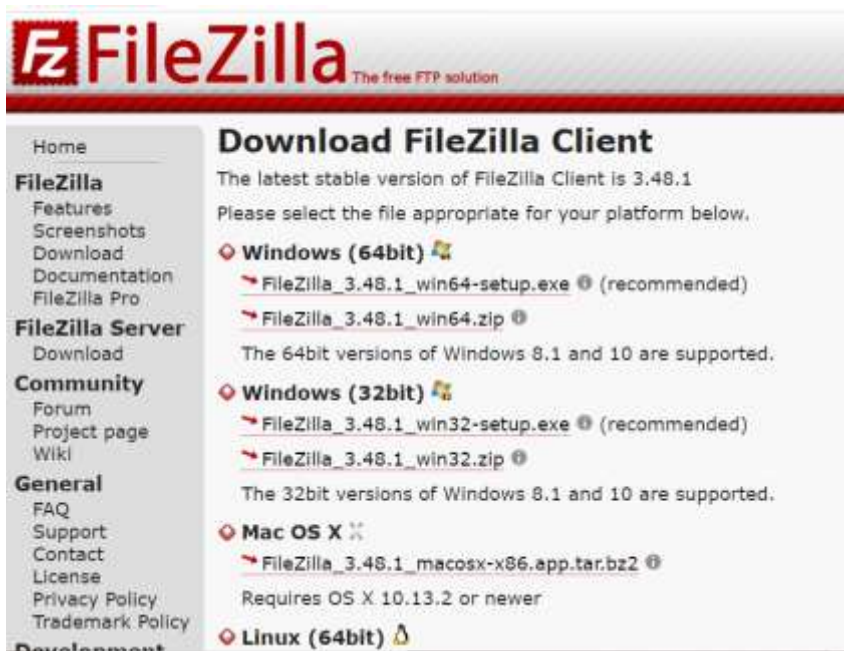 Fz FileZilla The free FTP solution
Home
FileZilla
Features
Screenshots
Download
Documentation
FileZilla Pro
FileZilla Server
Download
Community
Forum
Project page
Wiki
General
FAQ
Support
Contact
License
Privacy Policy
Trademark Policy
Development
Download FileZilla Client
The latest stable version of FileZilla Client is 3.48.1
Please select the file appropriate for your platform below.
Windows (64bit)
FileZilla_3.48.1_win64-setup.exe (recommended)
FileZilla_3.48.1_win64.zip
The 64bit versions of Windows 8.1 and 10 are supported.
Windows (32bit)
FileZilla_3.48.1_win32-setup.exe (recommended)
FileZilla_3.48.1_win32.zip
The 32bit versions of Windows 8.1 and 10 are supported.
Mac OS X
FileZilla_3.48.1_macosx-x86.app.tar.bz2
Requires OS X 10.13.2 or newer
Linux (64bit)